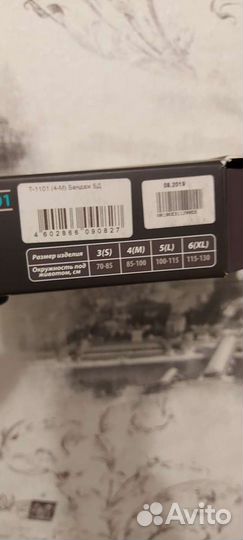 01
T-1101 (4-M) Бандаж БД
4 602866 090827
08.2019
Размер изделия 3(S) 4(M) 5(L) 6(XL)
Окружность под животом, см 70-85 85-100 100-115 115-130
Avito